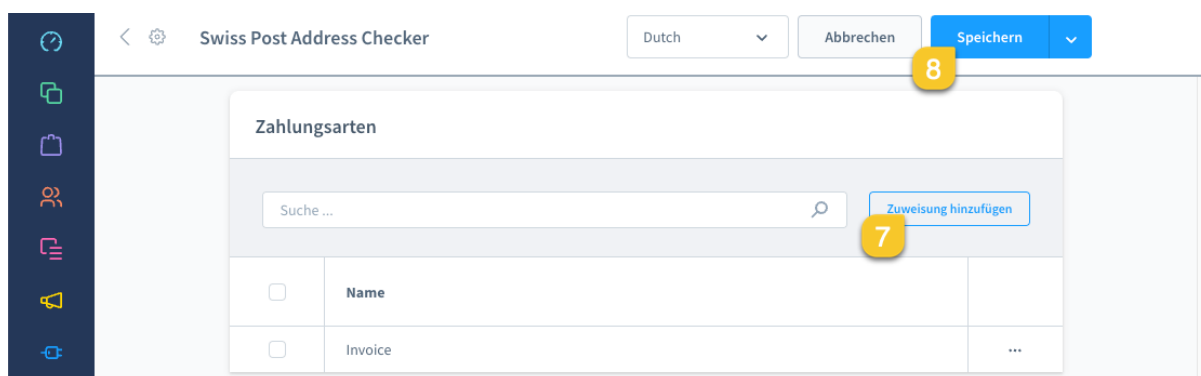 Swiss Post Address Checker Dutch Abbrechen Speichern
8
Zahlungsarten
Suche ... Zuweisung hinzufügen
7
Name
Invoice ...